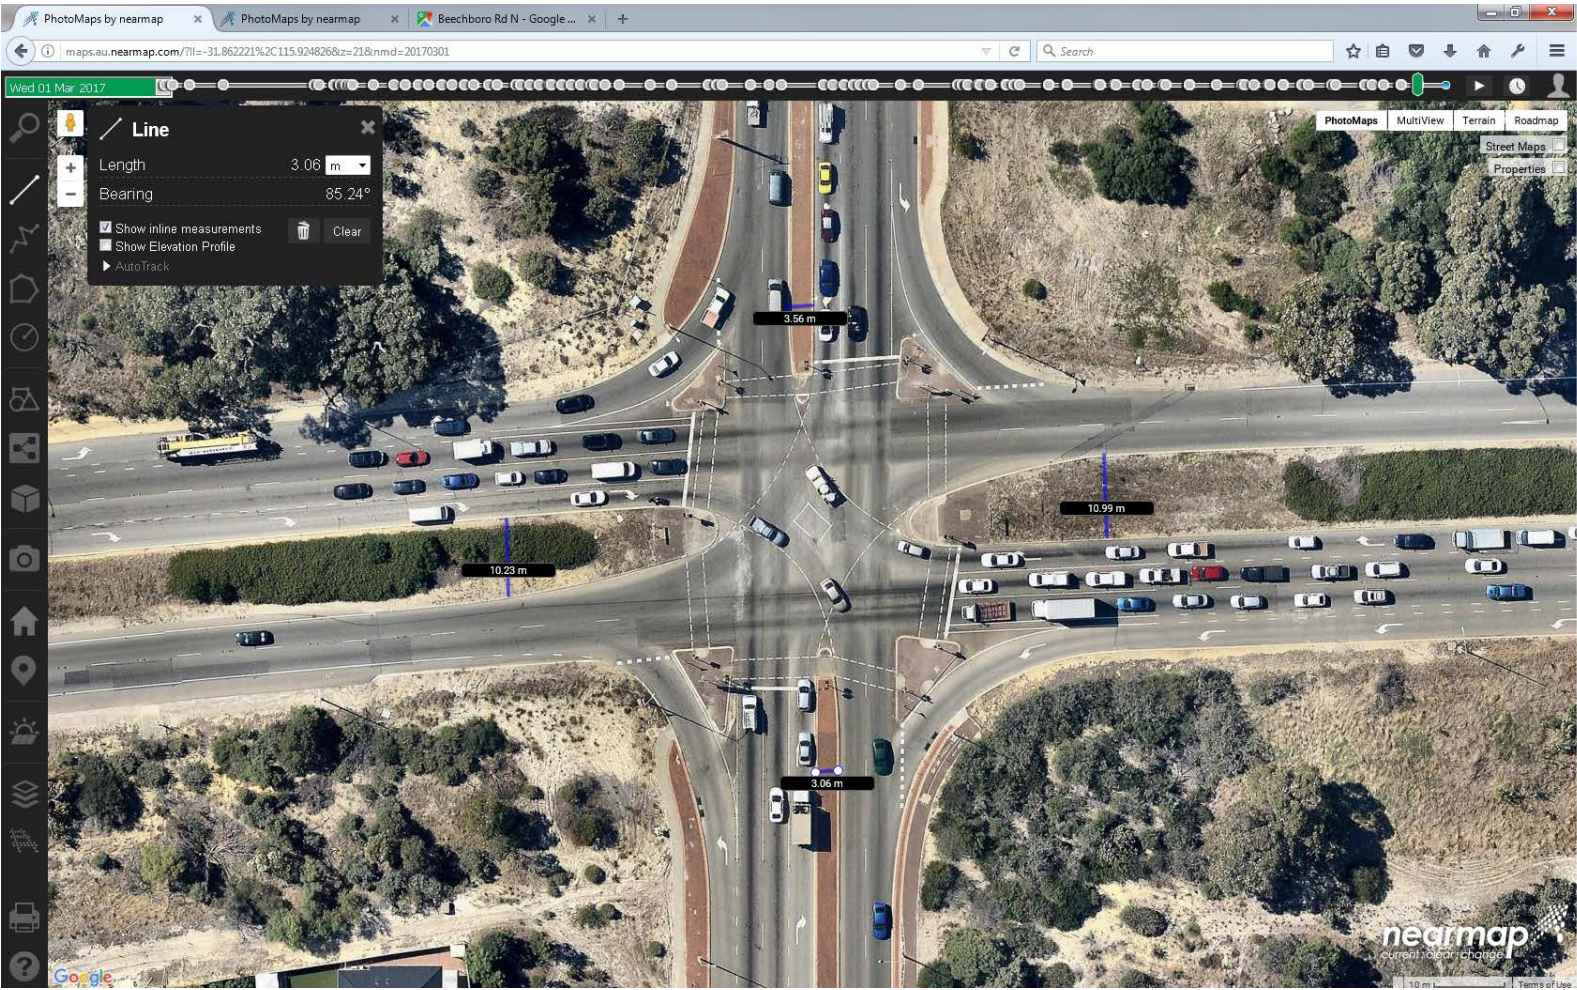 PhotoMaps by nearmap
PhotoMaps by nearmap
Beechboro Rd N - Google ...
maps.au.nearmap.com/?ll=-31.862221%2C115.924826&z=21&nmd=20170301
Search
Wed 01 Mar 2017
Line
Length 3.06 m
Bearing 85.24°
Show inline measurements
Clear
Show Elevation Profile
AutoTrack
PhotoMaps MultiView Terrain Roadmap
Street Maps
Properties
3.56 m
10.99 m
10.23 m
3.06 m
nearmap
current:clear:change
Google
10 m
Terms of Use